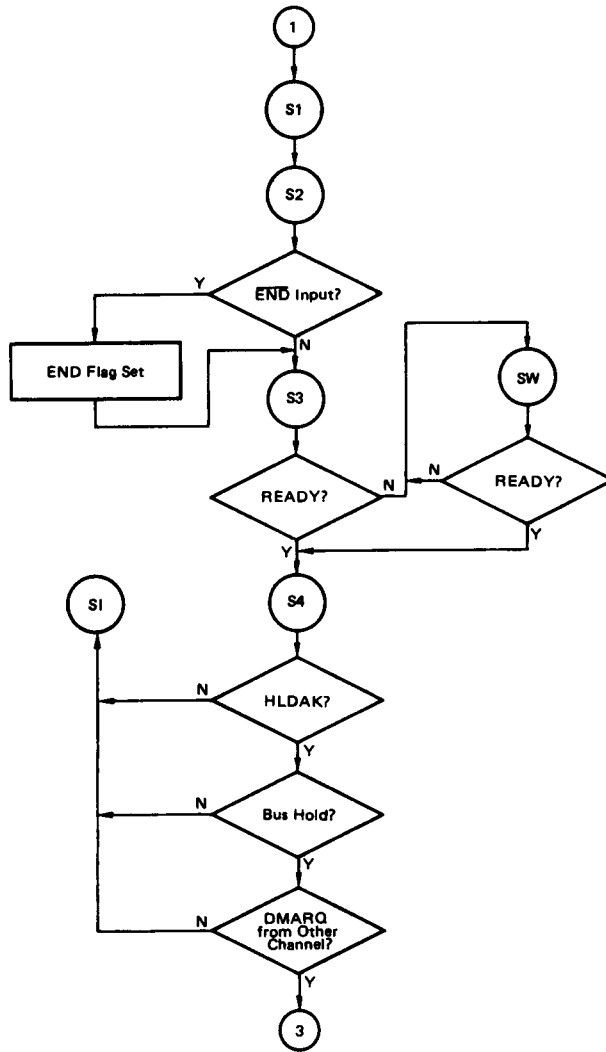 1
S1
S2
Y
END Input?
N
END Flag Set
SW
S3
N
READY?
N
READY?
Y
Y
SI
S4
N
HLDAK?
Y
N
Bus Hold?
Y
N
DMARQ
from Other
Channel?
Y
3